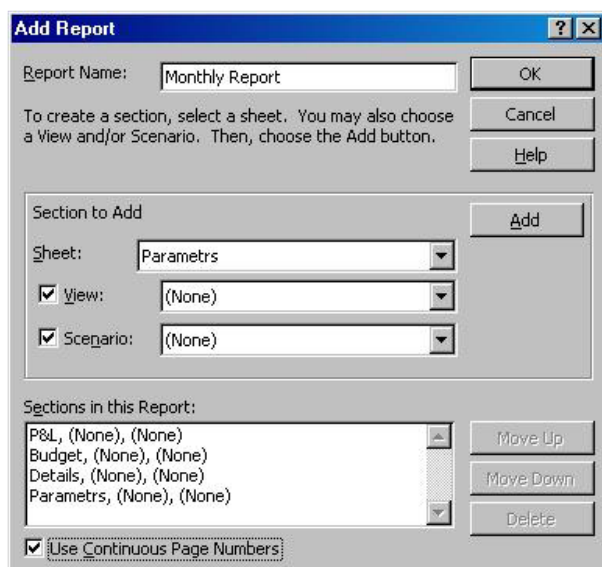 Add Report
Report Name: Monthly Report
OK
To create a section, select a sheet. You may also choose
a View and/or Scenario. Then, choose the Add button.
Cancel
Help
Section to Add
Add
Sheet: Parametrs
View: (None)
Scenario: (None)
Sections in this Report:
P&L, (None), (None)
Budget, (None), (None)
Details, (None), (None)
Parametrs, (None), (None)
Move Up
Move Down
Delete
Use Continuous Page Numbers